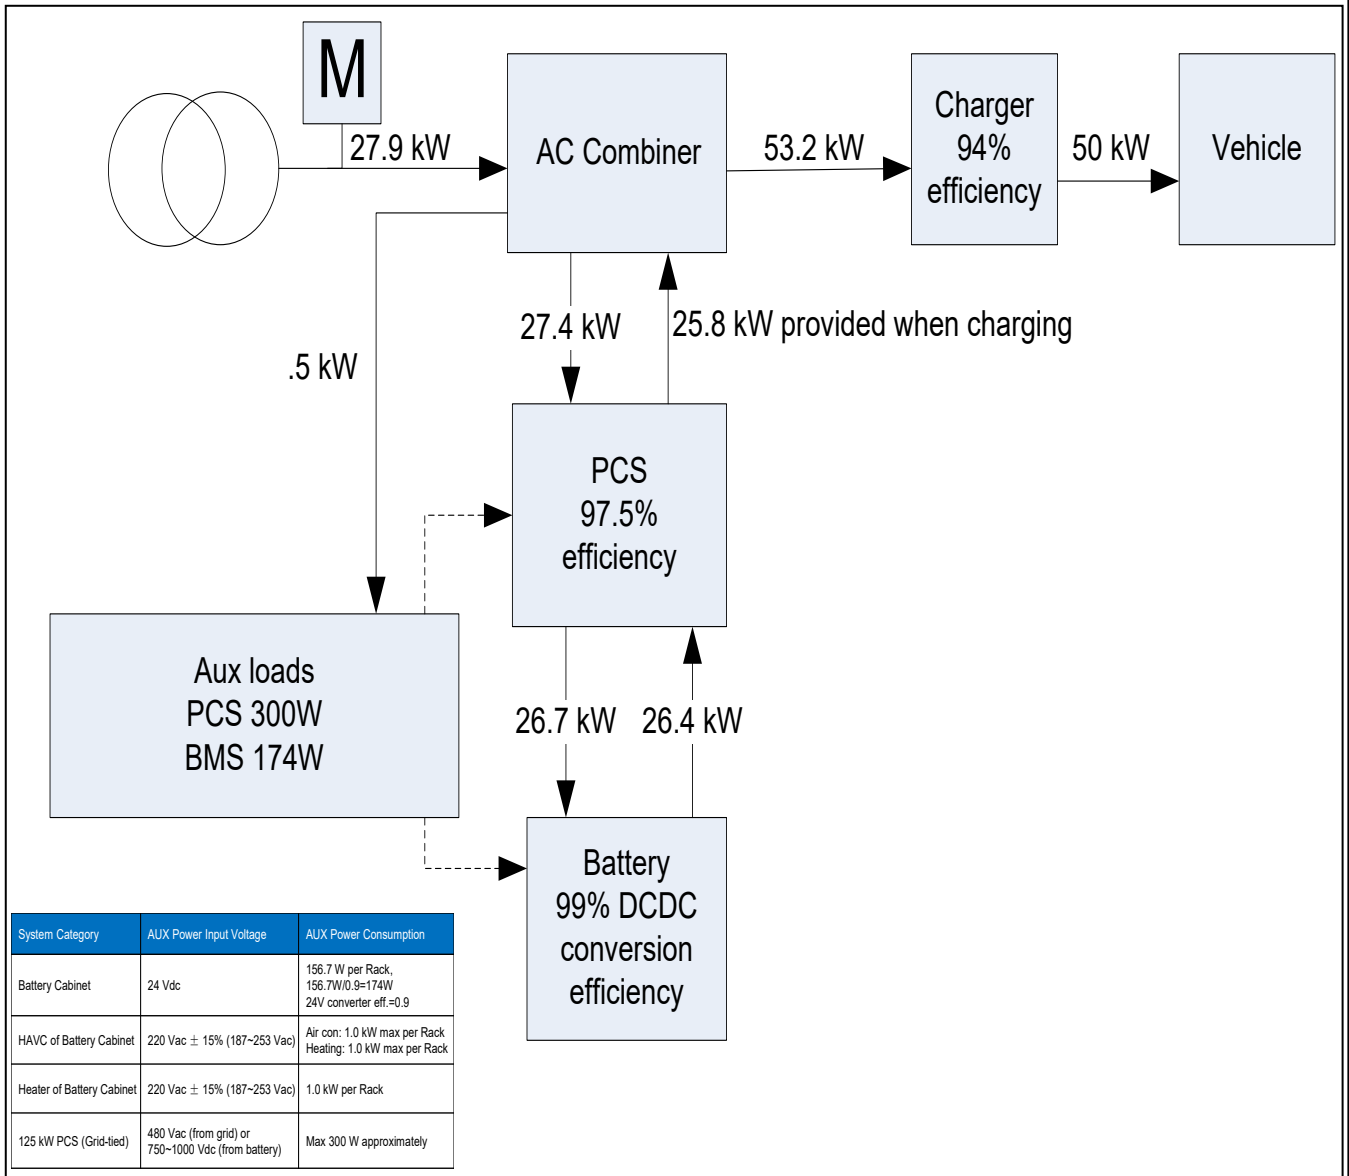 M
27.9 kW
AC Combiner
53.2 kW
Charger
94%
efficiency
50 kW
Vehicle
27.4 kW
25.8 kW provided when charging
.5 kW
PCS
97.5%
efficiency
Aux loads
PCS 300W
BMS 174W
26.7 kW
26.4 kW
Battery
99% DCDC
conversion
efficiency
System Category
AUX Power Input Voltage
AUX Power Consumption
Battery Cabinet
24 Vdc
156.7 W per Rack,
156.7W/0.9=174W
24V converter eff.=0.9
HAVC of Battery Cabinet
220 Vac ± 15% (187~253 Vac)
Air con: 1.0 kW max per Rack
Heating: 1.0 kW max per Rack
Heater of Battery Cabinet
220 Vac ± 15% (187~253 Vac)
1.0 kW per Rack
125 kW PCS (Grid-tied)
480 Vac (from grid) or
750~1000 Vdc (from battery)
Max 300 W approximately